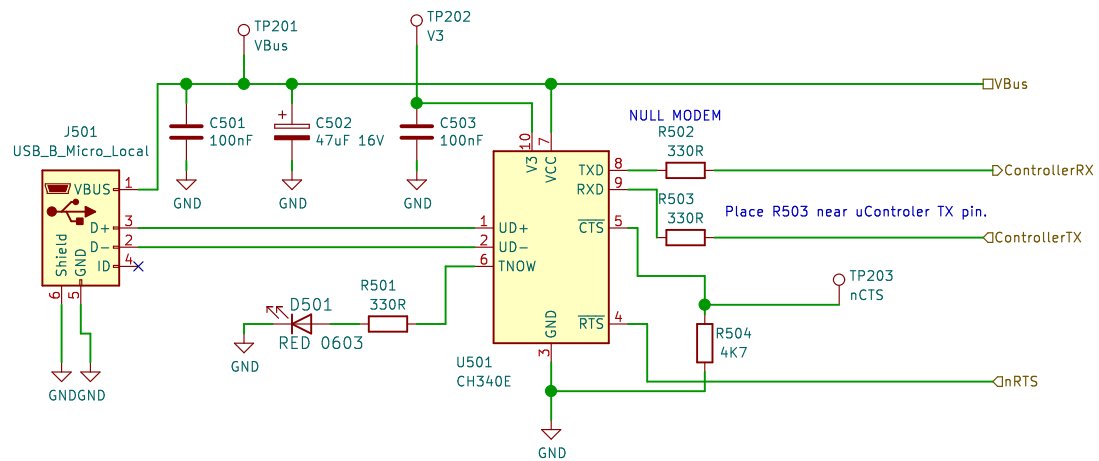 TP201
VBus
TP202
V3
VBus
J501
USB_B_Micro_Local
C501
100nF
C502
47uF 16V
C503
100nF
NULL MODEM
R502
330R
10
7
V3
VCC
TXD
8
ControllerRX
RXD
9
R503
330R
Place R503 near uControler TX pin.
ControllerTX
VBUS
1
GND
GND
GND
D+
3
1
UD+
CTS
5
D-
2
2
UD-
ID
4
6
TNOW
Shield
GND
6
5
TP203
nCTS
R501
330R
D501
RED 0603
GND
GND
RTS
4
R504
4K7
3
U501
CH340E
nRTS
GND
GND
GND